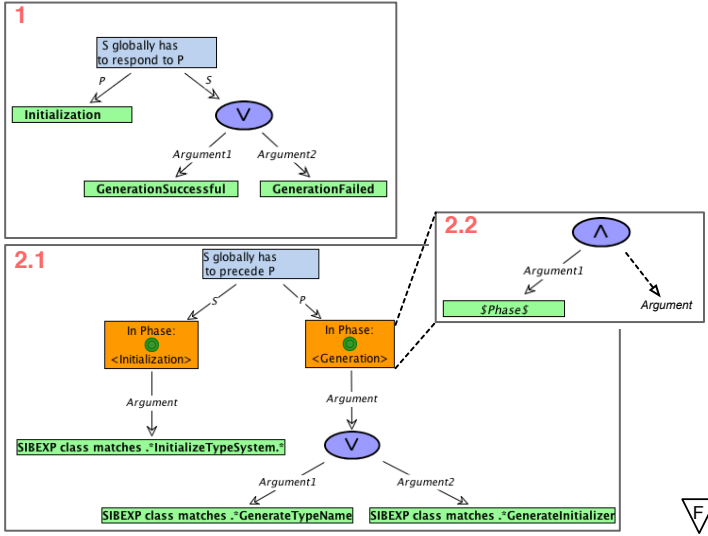 1
S globally has
to respond to P
P
S
Initialization
V
Argument1
Argument2
GenerationSuccessful
GenerationFailed
2.2
Λ
Argument1
$Phase$
Argument
2.1
S globally has
to precede P
S
P
In Phase:
<Initialization>
In Phase:
<Generation>
Argument
Argument
SIBEXP class matches .*InitializeTypeSystem.*
V
Argument1
Argument2
SIBEXP class matches .*GenerateTypeName
SIBEXP class matches .*GenerateInitializer
F